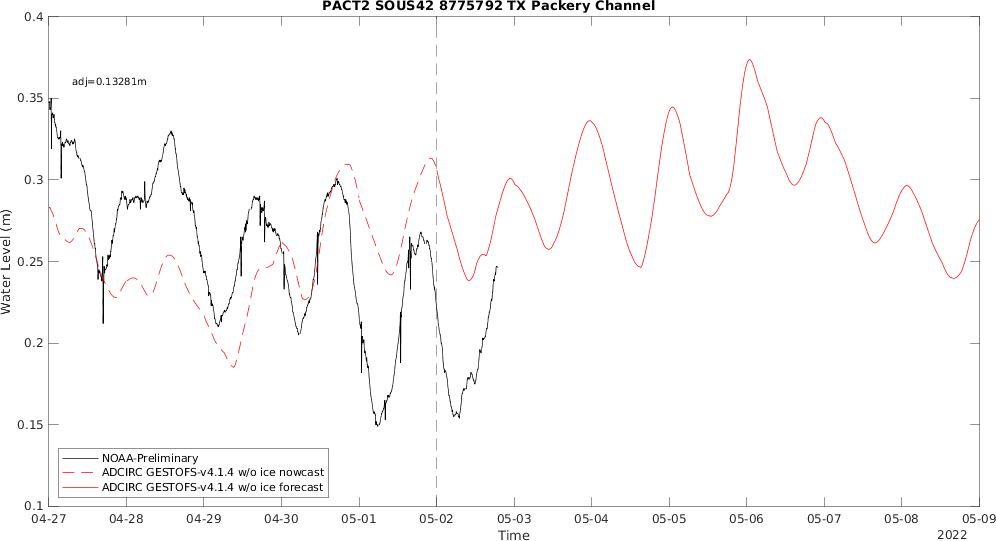 PACT2 SOUS42 8775792 TX Packery Channel
0.4
adj=0.13281m
0.35
0.3
0.25
0.2
0.15
0.1
Water Level (m)
NOAA-Preliminary
ADCIRC GESTOFS-v4.1.4 w/o ice nowcast
ADCIRC GESTOFS-v4.1.4 w/o ice forecast
04-27 04-28 04-29 04-30 05-01 05-02 05-03 05-04 05-05 05-06 05-07 05-08 05-09
Time
2022